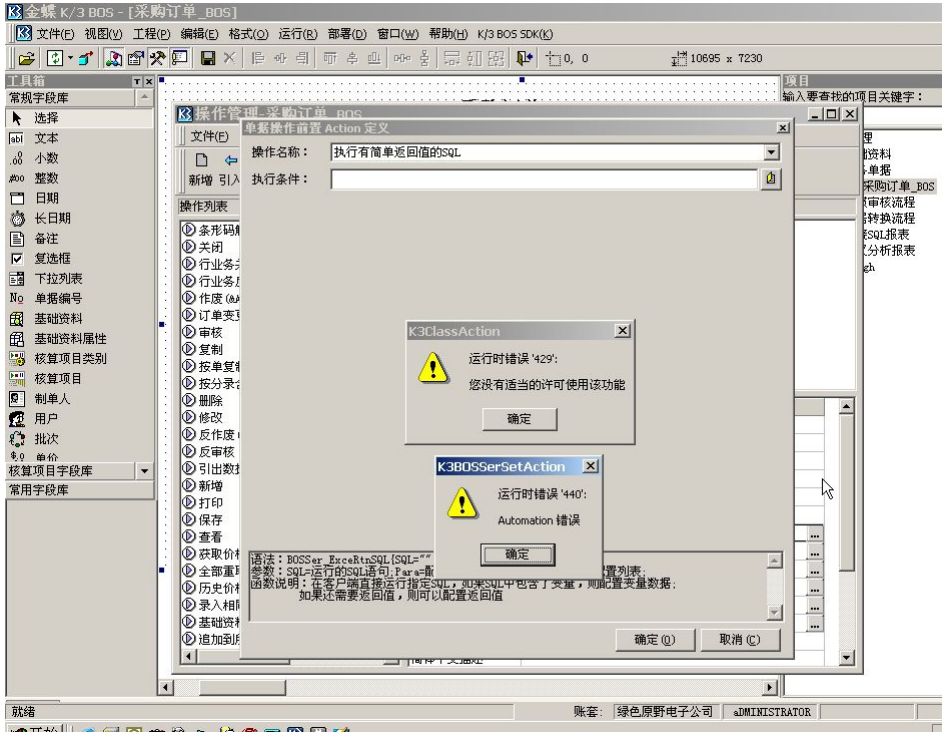 金蝶 K/3 BOS - [采购订单_BOS]
文件(F) 视图(V) 工程(P) 编辑(E) 格式(O) 运行(R) 部署(D) 窗口(W) 帮助(H) K/3 BOS SDK(K)
0, 0 10695 x 7230
工具箱
常规字段库
选择
文本
小数
整数
日期
长日期
备注
复选框
下拉列表
单据编号
基础资料
基础资料属性
核算项目类别
核算项目
制单人
用户
批次
单价
核算项目字段库
常用字段库
操作管理-采购订单_BOS
文件(F)
新增 引入
操作列表
条形码
关闭
行业务
行业务
作废
订单变
审核
复制
按单复
按分录
删除
修改
反作废
反审核
引出数
新增
打印
保存
查看
获取价
全部重
历史价
录入相
基础资
追加到
单据操作前置 Action 定义
操作名称： 执行有简单返回值的SQL
执行条件：
K3ClassAction
运行时错误 '429':
您没有适当的许可使用该功能
确定
K3BOSSerSetAction
运行时错误 '440':
Automation 错误
确定
语法：BOSSer_ExceRtnSQL{SQL=""
参数：SQL=运行的SQL语句;Para=配 置列表;
函数说明：在客户端直接运行指定SQL，如果SQL中包含了变量，则配置变量数据;
如果还需要返回值，则可以配置返回值
确定(O) 取消(C)
项目
输入要查找的项目关键字：
理
础资料
单据
采购订单_BOS
审核流程
转换流程
SQL报表
分析报表
gh
就绪 账套: 绿色原野电子公司 aDMINISTRATOR
开始